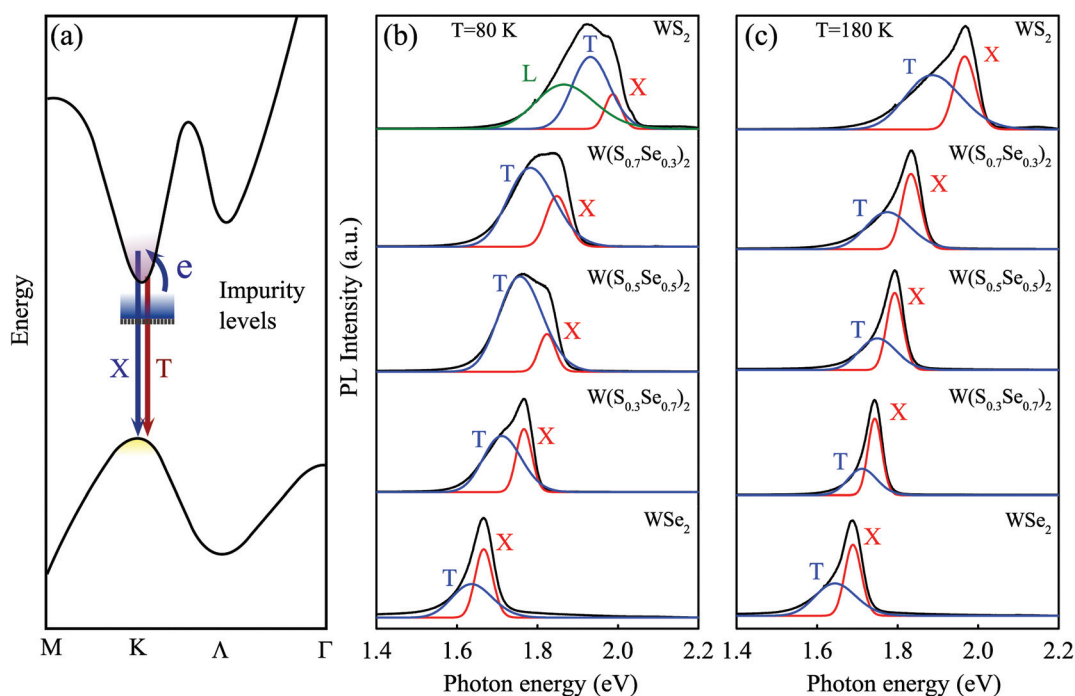 (a)
Energy
e
Impurity
levels
X
T
M
K
Λ
Γ
(b)
T=80 K
WS₂
L
T
X
W(S₀.₇Se₀.₃)₂
T
X
W(S₀.₅Se₀.₅)₂
T
X
W(S₀.₃Se₀.₇)₂
T
X
WSe₂
T
X
PL Intensity (a.u.)
1.4 1.6 1.8 2.0 2.2
Photon energy (eV)
(c)
T=180 K
WS₂
T
X
W(S₀.₇Se₀.₃)₂
T
X
W(S₀.₅Se₀.₅)₂
T
X
W(S₀.₃Se₀.₇)₂
T
X
WSe₂
T
X
1.4 1.6 1.8 2.0 2.2
Photon energy (eV)